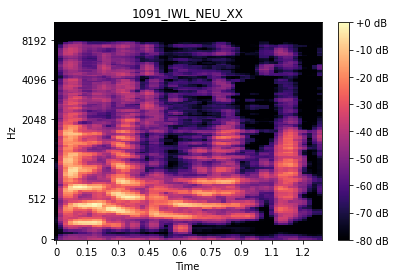 1091_IWL_NEU_XX
+0 dB
8192
-10 dB
4096
-20 dB
-30 dB
2048
Hz
-40 dB
1024
-50 dB
512
-60 dB
-70 dB
0
-80 dB
0 0.15 0.3 0.45 0.6 0.75 0.9 1.1 1.2
Time